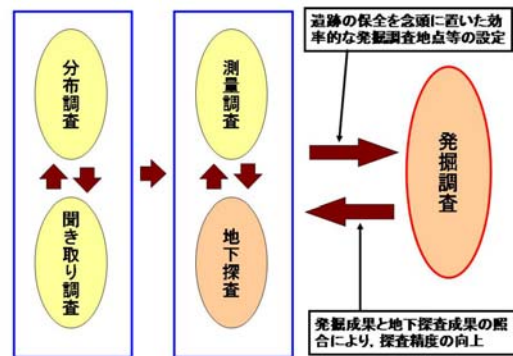 遺跡の保全を念頭に置いた効
率的な発掘調査地点等の設定
分布調査
聞き取り調査
測量調査
地下探査
発掘調査
発掘成果と地下探査成果の照
合により，探査精度の向上